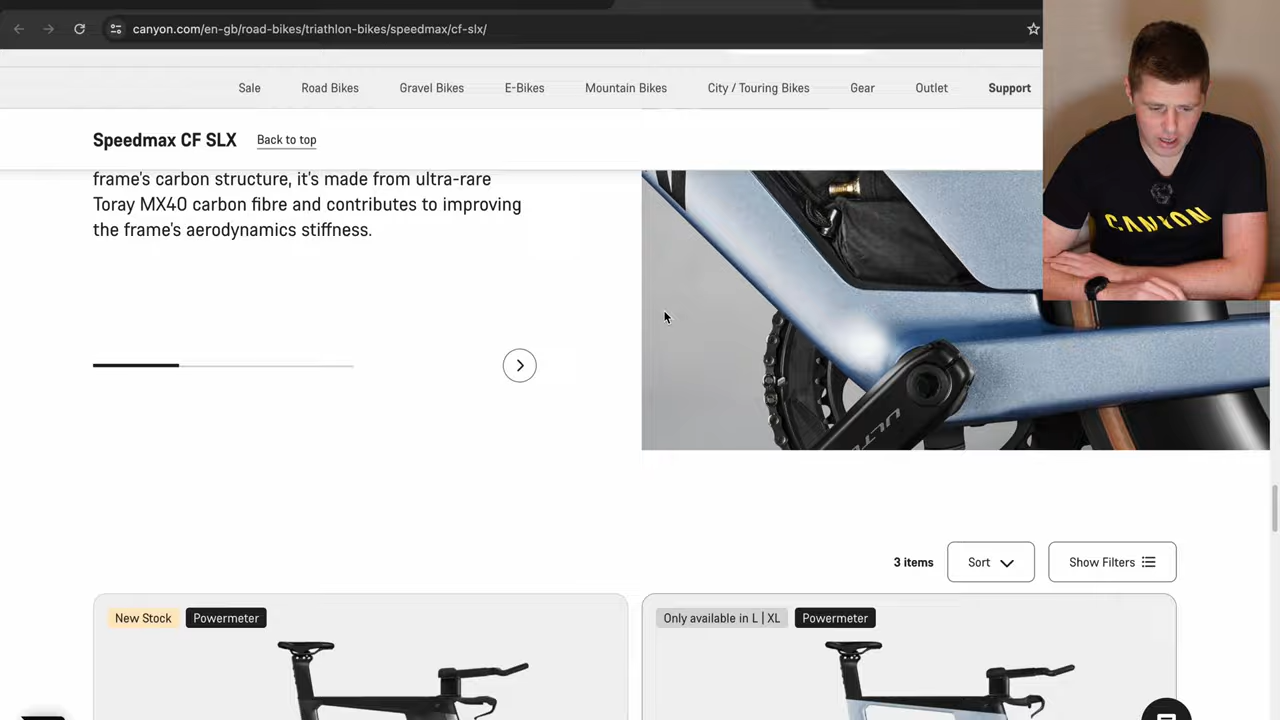 canyon.com/en-gb/road-bikes/triathlon-bikes/speedmax/cf-slx/
Sale Road Bikes Gravel Bikes E-Bikes Mountain Bikes City / Touring Bikes Gear Outlet Support
Speedmax CF SLX Back to top
frame's carbon structure, it's made from ultra-rare
Toray MX40 carbon fibre and contributes to improving
the frame's aerodynamics stiffness.
CANYON
3 items Sort Show Filters
New Stock Powermeter
Only available in L | XL Powermeter